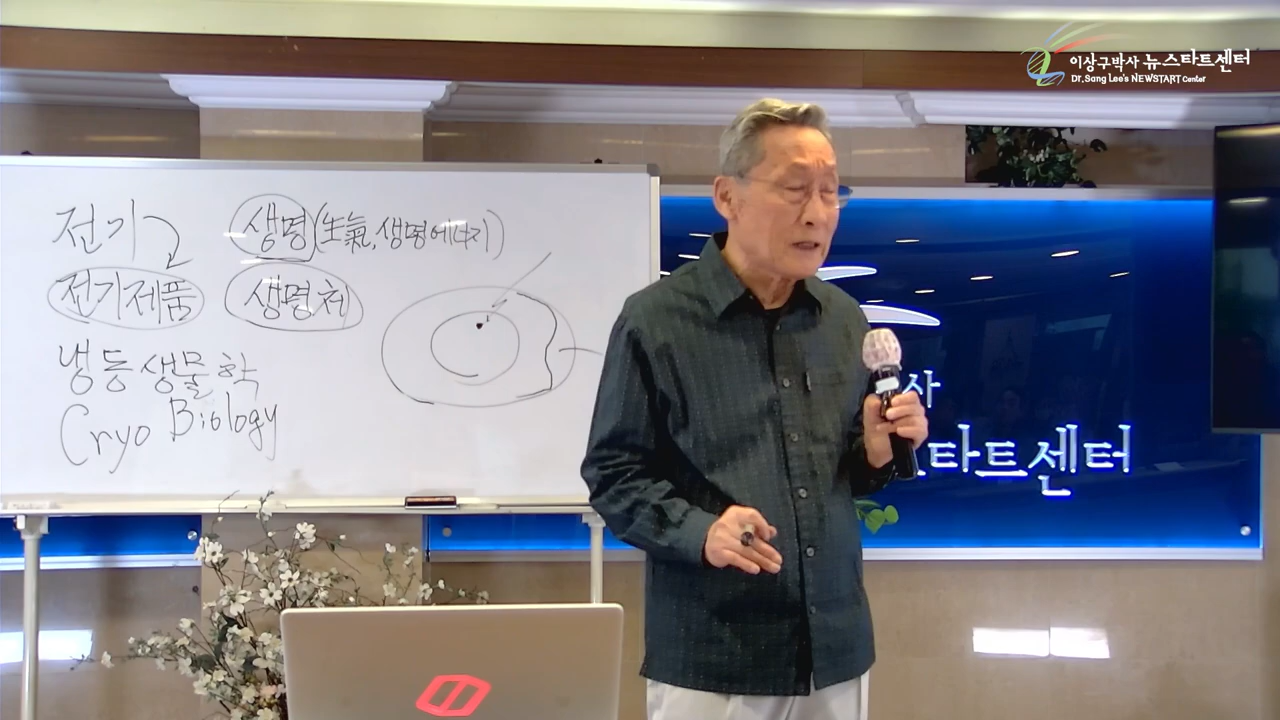 이상구박사 뉴스타트센터
Dr. Sang Lee's NEWSTART Center
전기 생명(生氣, 생명에너지)
전기제품 생명체
냉동생물학
Cryo Biology
사
스타트센터